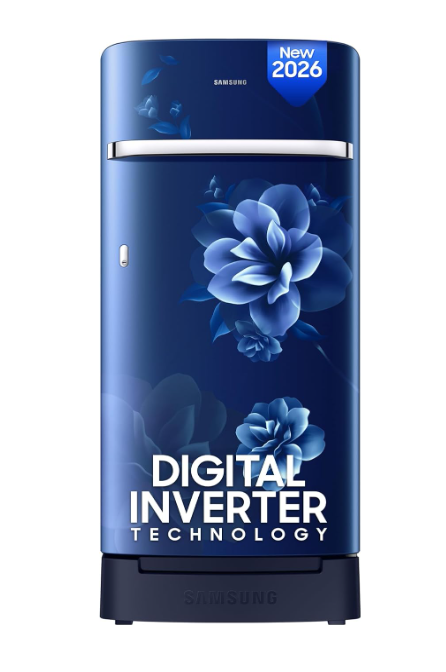 New
2026
SAMSUNG
DIGITAL
INVERTER
TECHNOLOGY
SAMSUNG